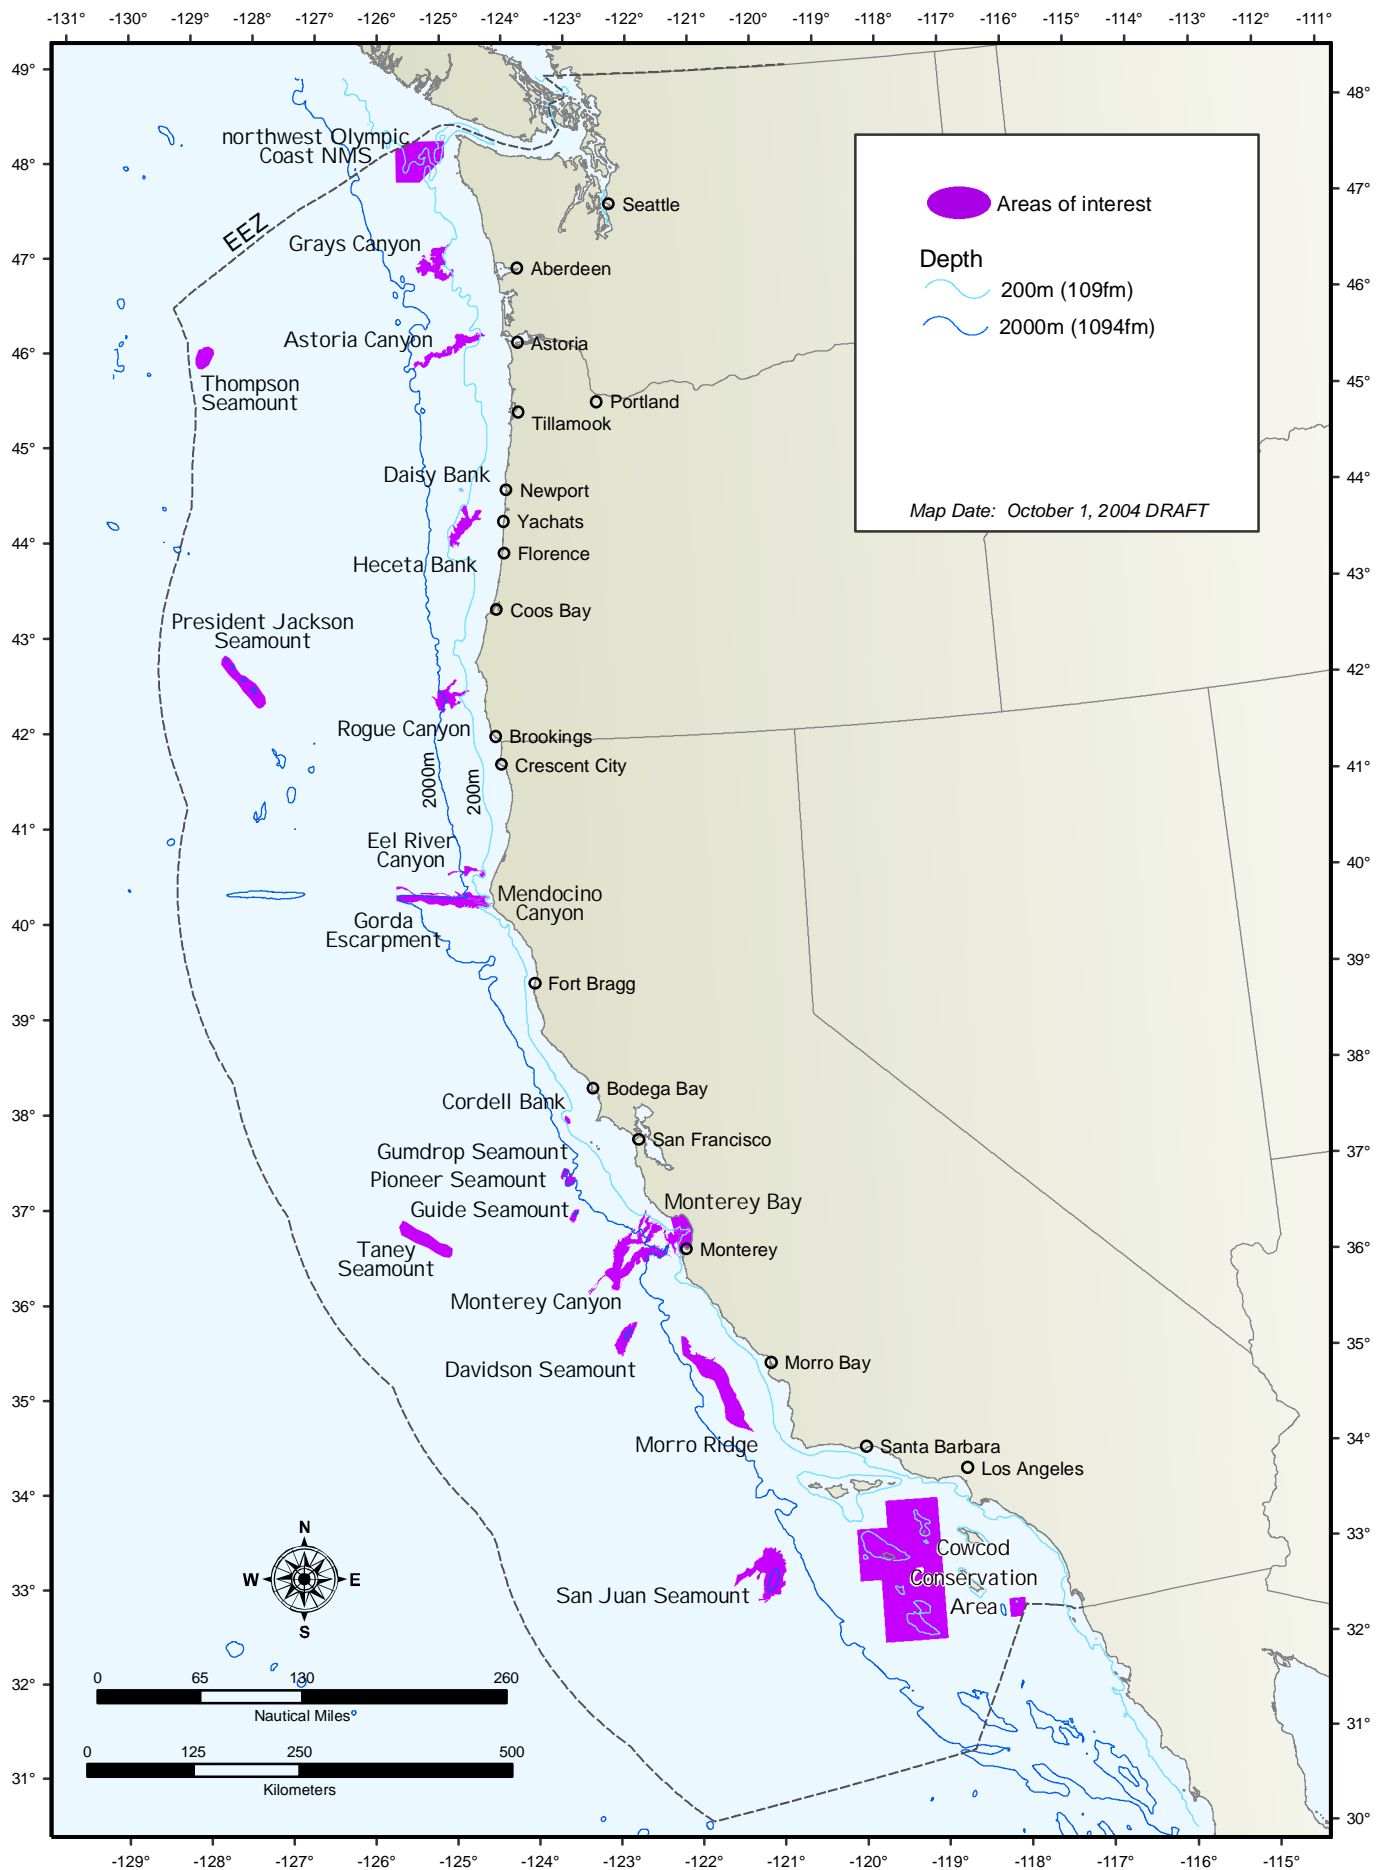 -131° -130° -129° -128° -127° -126° -125° -124° -123° -122° -121° -120° -119° -118° -117° -116° -115° -114° -113° -112° -111°
49°
48°
47°
46°
45°
44°
43°
42°
41°
40°
39°
38°
37°
36°
35°
34°
33°
32°
31°
48°
47°
46°
45°
44°
43°
42°
41°
40°
39°
38°
37°
36°
35°
34°
33°
32°
31°
30°
northwest Olympic
Coast NMS
EEZ
Grays Canyon
Astoria Canyon
Thompson
Seamount
Daisy Bank
Heceta Bank
President Jackson
Seamount
Rogue Canyon
2000m
200m
Eel River
Canyon
Mendocino
Canyon
Gorda
Escarpment
Cordell Bank
Gumdrop Seamount
Pioneer Seamount
Guide Seamount
Taney
Seamount
Monterey Bay
Monterey Canyon
Davidson Seamount
Morro Ridge
San Juan Seamount
Cowcod
Conservation
Area
Seattle
Aberdeen
Astoria
Portland
Tillamook
Newport
Yachats
Florence
Coos Bay
Brookings
Crescent City
Fort Bragg
Bodega Bay
San Francisco
Monterey
Morro Bay
Santa Barbara
Los Angeles
Areas of interest
Depth
200m (109fm)
2000m (1094fm)
Map Date: October 1, 2004 DRAFT
N
W E
S
0 65 130 260
Nautical Miles
0 125 250 500
Kilometers
-129° -128° -127° -126° -125° -124° -123° -122° -121° -120° -119° -118° -117° -116° -115°